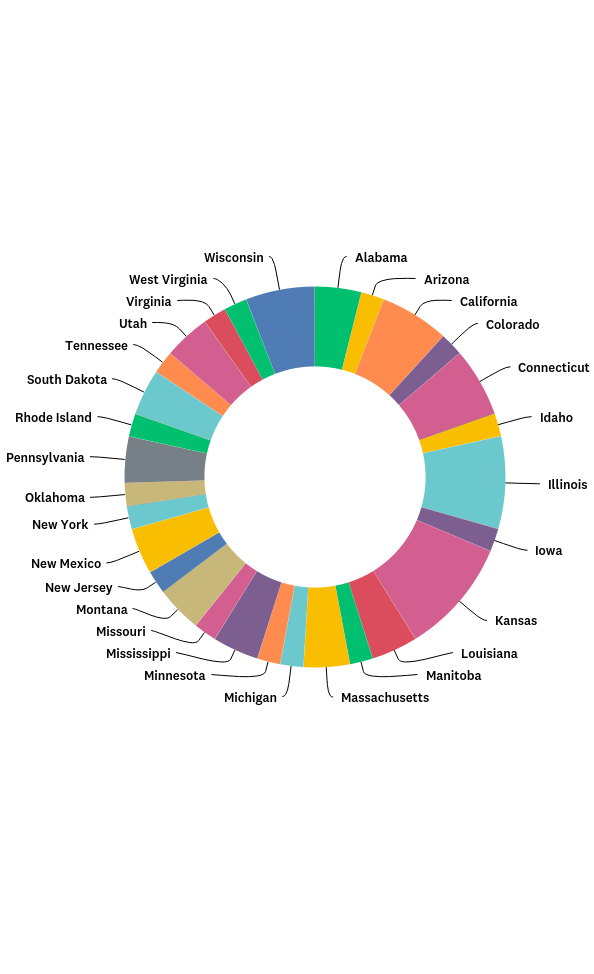 Wisconsin
Alabama
West Virginia
Arizona
Virginia
California
Utah
Colorado
Tennessee
Connecticut
South Dakota
Rhode Island
Idaho
Pennsylvania
Illinois
Oklahoma
New York
Iowa
New Mexico
New Jersey
Montana
Kansas
Missouri
Mississippi
Louisiana
Minnesota
Manitoba
Michigan
Massachusetts